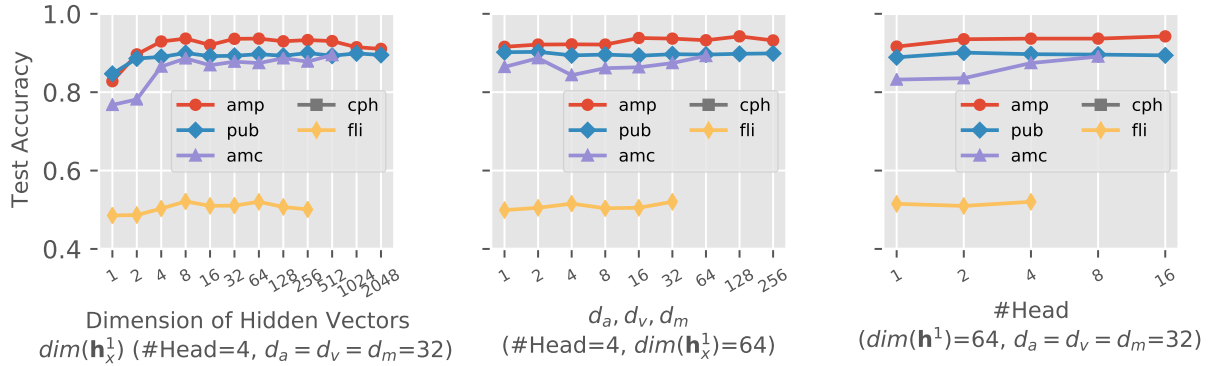 Test Accuracy
1.0
0.8
0.6
0.4
amp
pub
amc
cph
fli
1 2 4 8 16 32 64 128 256 512 1024 2048
Dimension of Hidden Vectors
dim(h¹ₓ) (#Head=4, dₐ = dᵥ = dₘ=32)
amp
pub
amc
cph
fli
1 2 4 8 16 32 64 128 256
dₐ, dᵥ, dₘ
(#Head=4, dim(h¹ₓ)=64)
amp
pub
amc
cph
fli
1 2 4 8 16
#Head
(dim(h¹)=64, dₐ = dᵥ = dₘ=32)